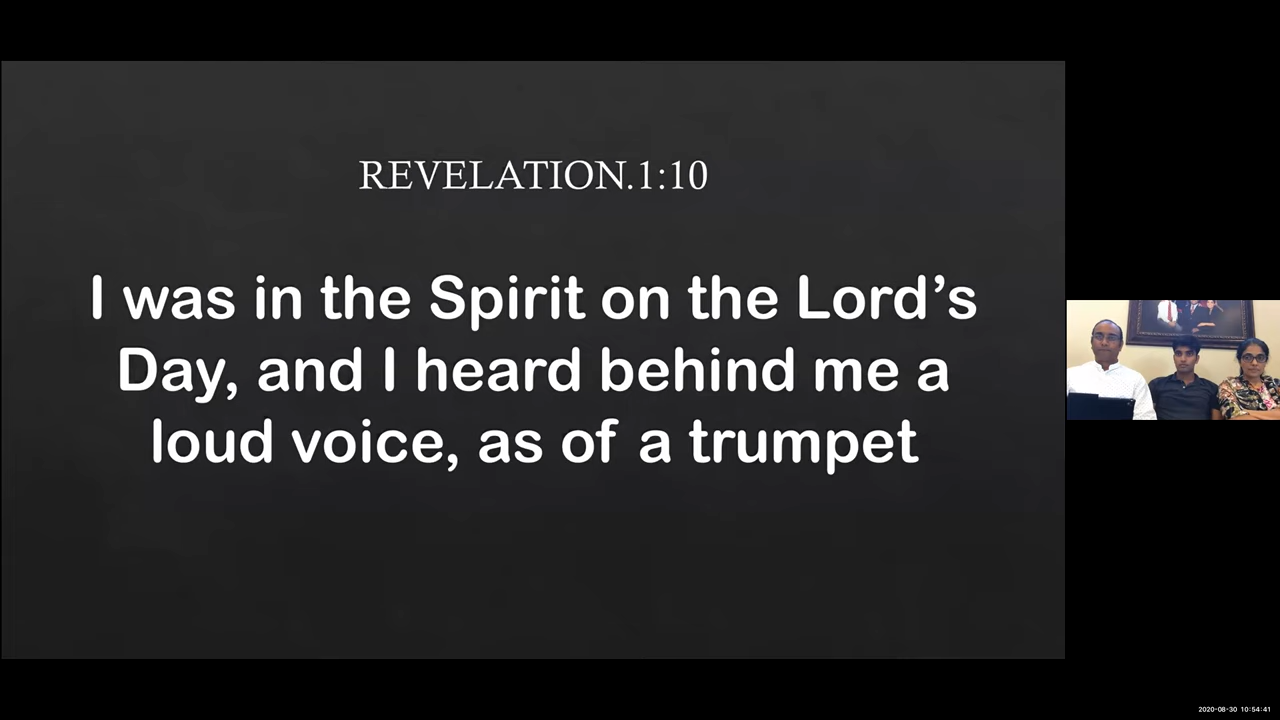 REVELATION.1:10
I was in the Spirit on the Lord’s
Day, and I heard behind me a
loud voice, as of a trumpet
2020-08-30 10:54:41